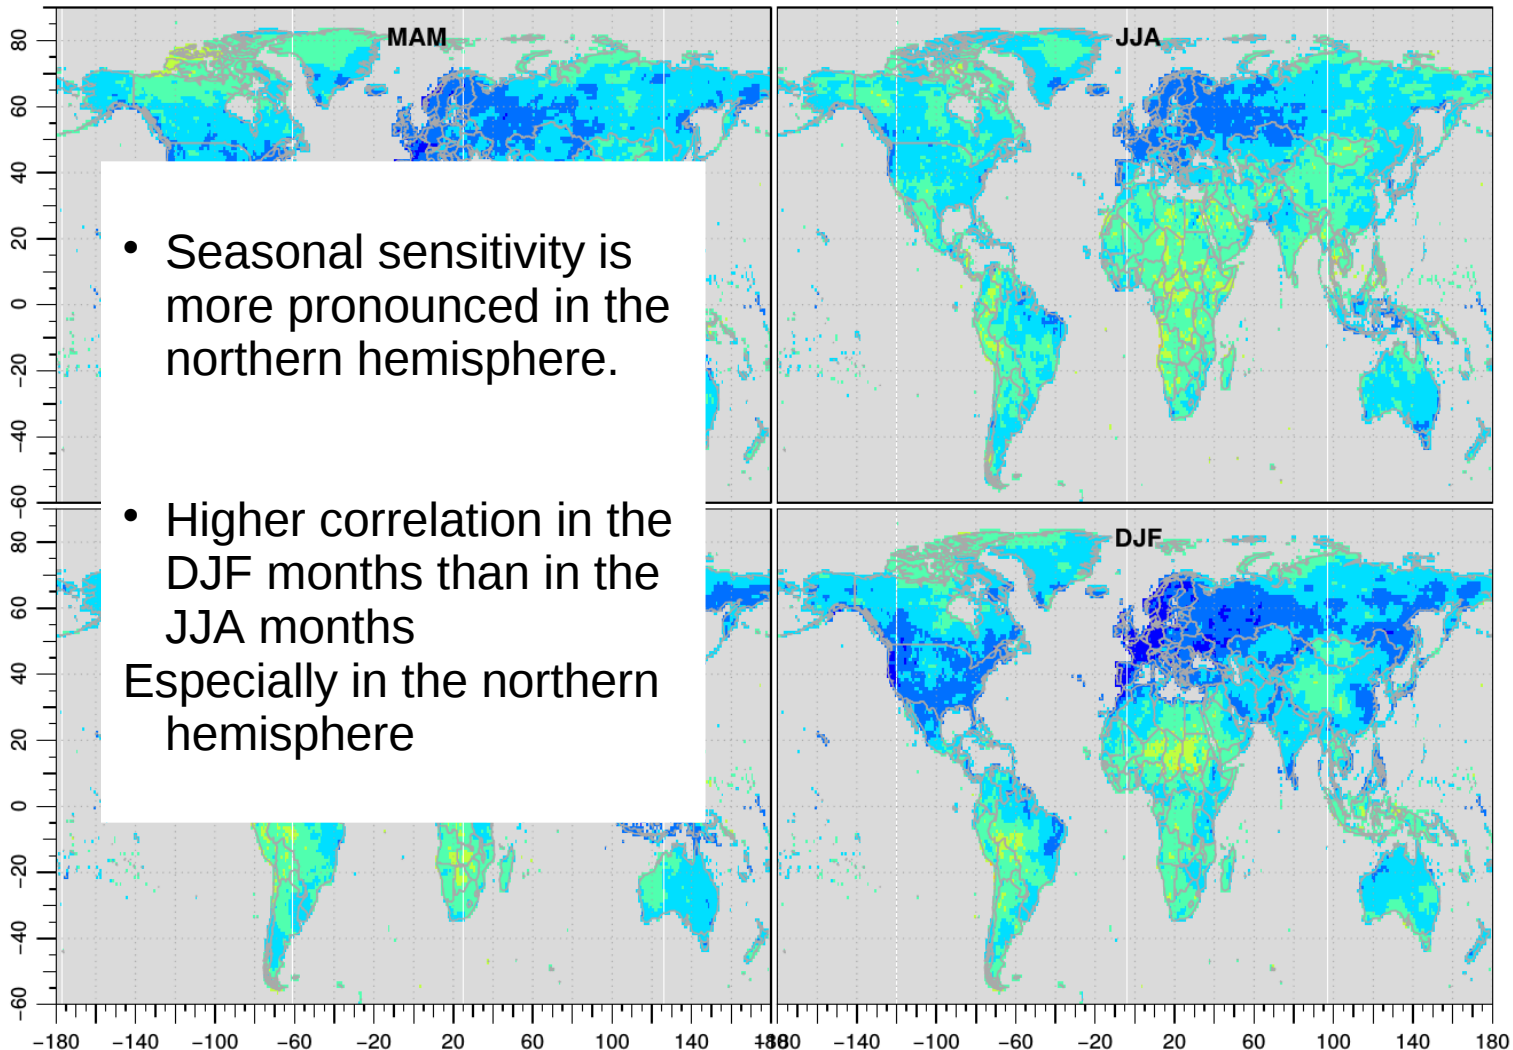 MAM
JJA
80
60
40
20
0
−20
−40
−60
• Seasonal sensitivity is
more pronounced in the
northern hemisphere.
• Higher correlation in the
DJF months than in the
JJA months
Especially in the northern
hemisphere
DJF
80
60
40
20
0
−20
−40
−60
−180 −140 −100 −60 −20 20 60 100 140
−100 −60 −20 20 60 100 140 180